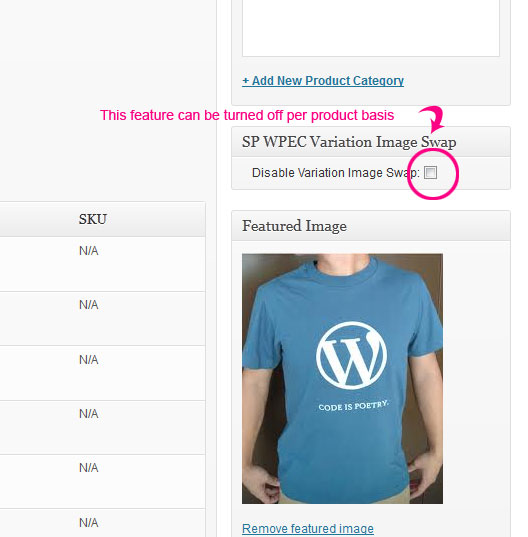 + Add New Product Category
This feature can be turned off per product basis
SP WPEC Variation Image Swap
Disable Variation Image Swap:
SKU
N/A
N/A
N/A
N/A
N/A
N/A
Featured Image
W
CODE IS POETRY.
Remove featured image